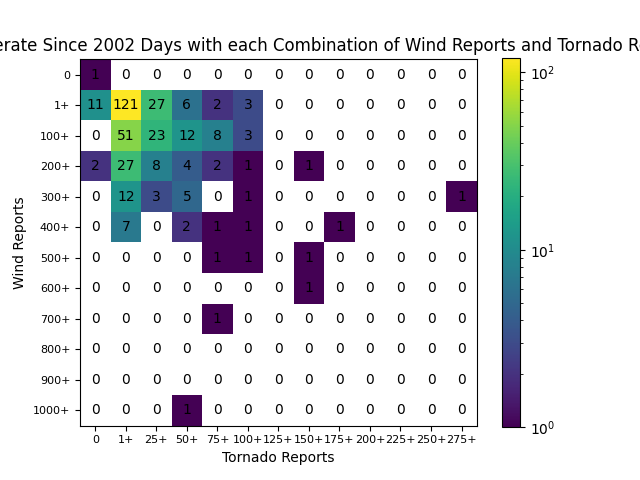 erate Since 2002 Days with each Combination of Wind Reports and Tornado R
0 1 0 0 0 0 0 0 0 0 0 0 0 0
1+ 11 121 27 6 2 3 0 0 0 0 0 0 0
100+ 0 51 23 12 8 3 0 0 0 0 0 0 0
200+ 2 27 8 4 2 1 0 1 0 0 0 0 0
300+ 0 12 3 5 0 1 0 0 0 0 0 0 1
400+ 0 7 0 2 1 1 0 0 1 0 0 0 0
500+ 0 0 0 0 1 1 0 1 0 0 0 0 0
600+ 0 0 0 0 0 0 0 1 0 0 0 0 0
700+ 0 0 0 0 1 0 0 0 0 0 0 0 0
800+ 0 0 0 0 0 0 0 0 0 0 0 0 0
900+ 0 0 0 0 0 0 0 0 0 0 0 0 0
1000+ 0 0 0 1 0 0 0 0 0 0 0 0 0
0 1+ 25+ 50+ 75+ 100+ 125+ 150+ 175+ 200+ 225+ 250+ 275+
Tornado Reports
Wind Reports
10²
10¹
10⁰